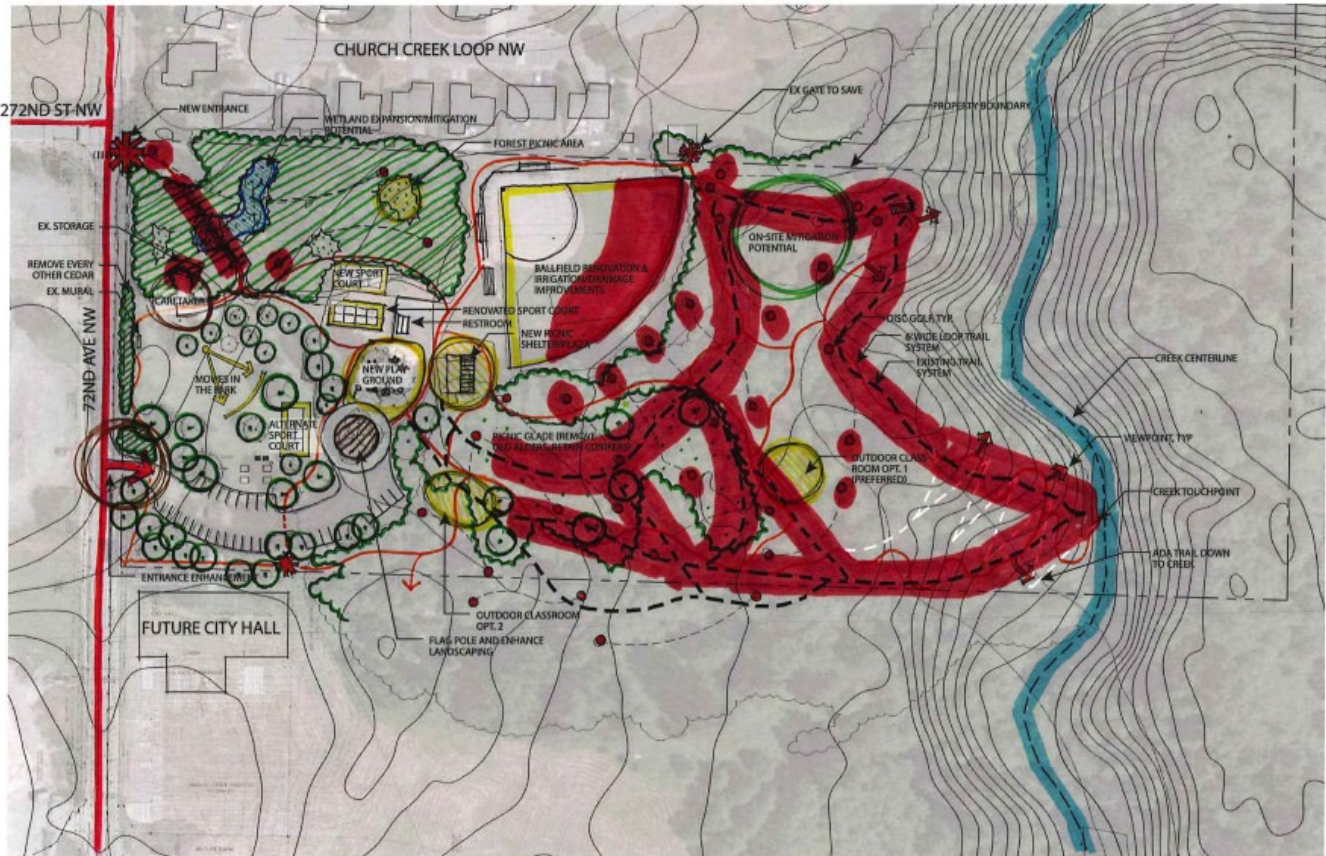 CHURCH CREEK LOOP NW
272ND ST NW
NEW ENTRANCE
WETLAND EXPANSION/MITIGATION
POTENTIAL
FOREST PICNIC AREA
EX GATE TO SAVE
PROPERTY BOUNDARY
EX. STORAGE
REMOVE EVERY
OTHER CEDAR
EX. MURAL
CARETAKER
72ND AVE NW
NEW SPORT
COURT
BALLFIELD RENOVATION &
IRRIGATION/DRAINAGE
IMPROVEMENTS
ON-SITE MITIGATION
POTENTIAL
RENOVATED SPORT COURT
RESTROOM
NEW PICNIC
SHELTER/PLAZA
DISC GOLF, TYP.
6' WIDE LOOP TRAIL
SYSTEM
EXISTING TRAIL
SYSTEM
CREEK CENTERLINE
MOVIES IN
THE PARK
NEW PLAY
GROUND
SHELTER
ALTERNATE
SPORT
COURT
PICNIC GLADE (REMOVE
OLD ALDERS, RETAIN CONIFERS)
OUTDOOR CLASS
ROOM OPT. 1
(PREFERRED)
VIEWPOINT, TYP
CREEK TOUCHPOINT
ADA TRAIL DOWN
TO CREEK
ENTRANCE ENHANCEMENT
FUTURE CITY HALL
OUTDOOR CLASSROOM
OPT. 2
FLAG POLE AND ENHANCE
LANDSCAPING